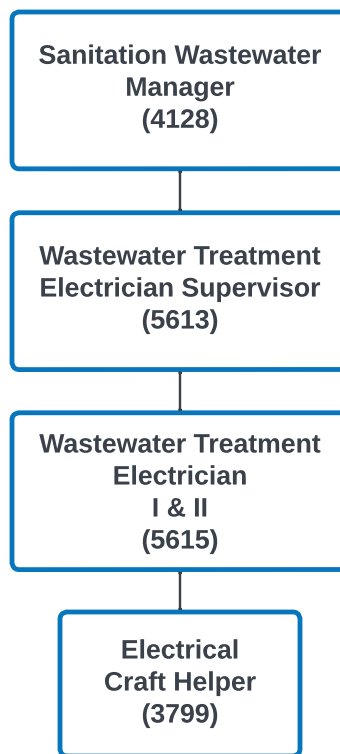 Sanitation Wastewater
Manager
(4128)
Wastewater Treatment
Electrician Supervisor
(5613)
Wastewater Treatment
Electrician
I & II
(5615)
Electrical
Craft Helper
(3799)